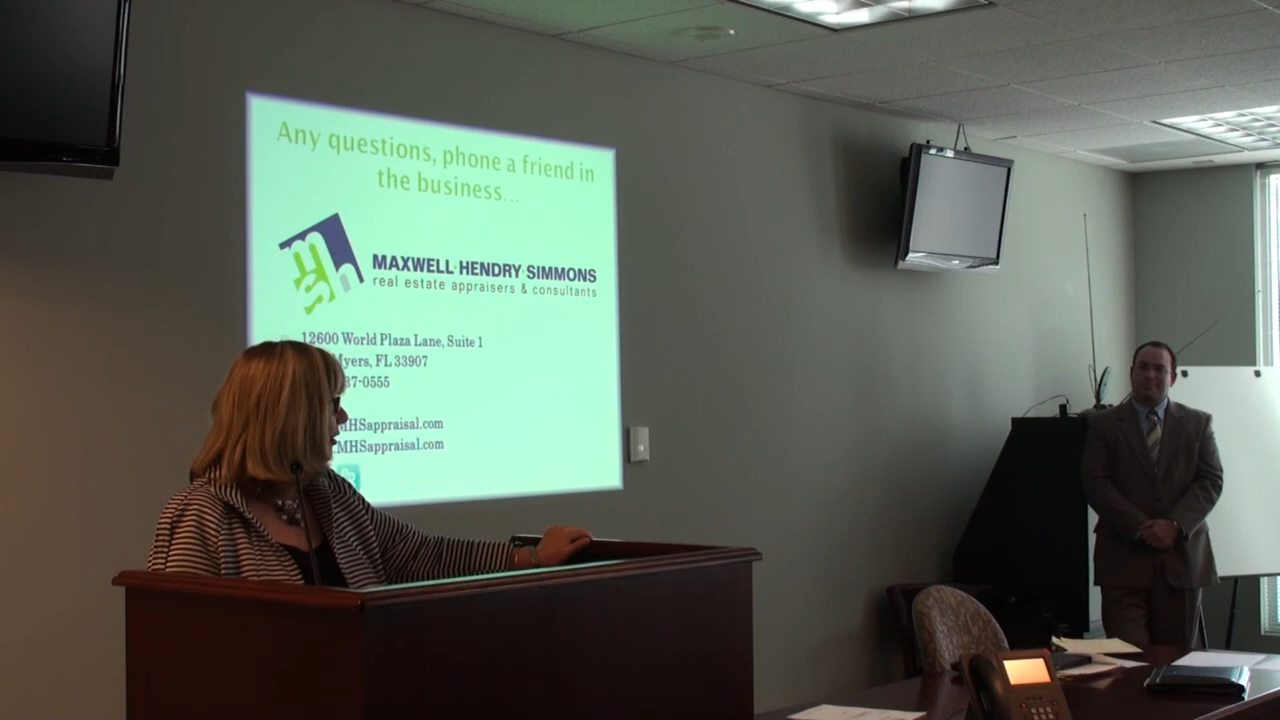 Any questions, phone a friend in
the business...
MAXWELL·HENDRY·SIMMONS
real estate appraisers & consultants
12600 World Plaza Lane, Suite 1
Myers, FL 33907
37-0555
MHSappraisal.com
MHSappraisal.com